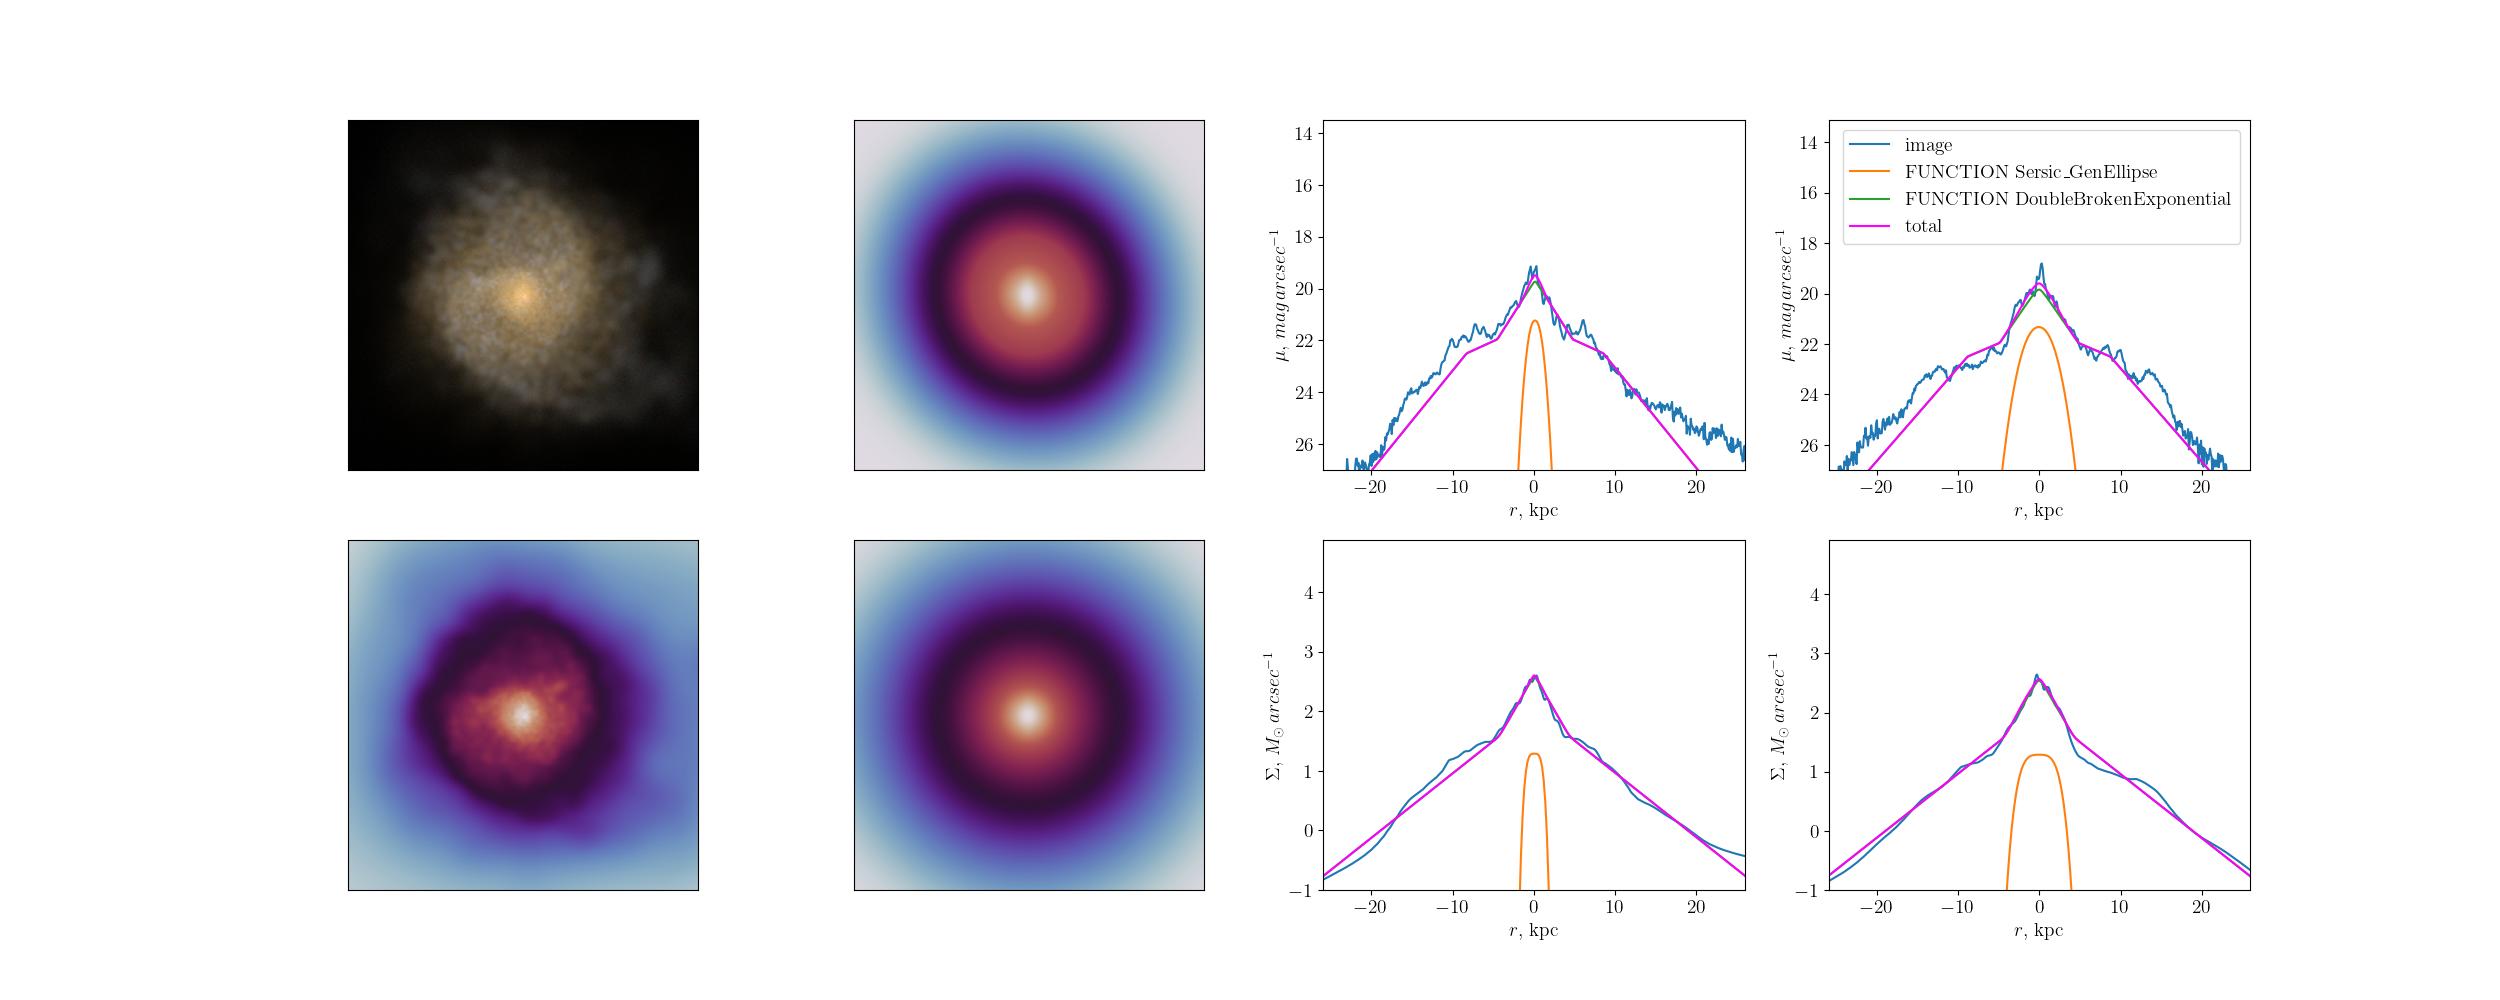 14
16
18
20
22
24
26
μ, mag arcsec⁻¹
−20 −10 0 10 20
r, kpc
14
16
18
20
22
24
26
μ, mag arcsec⁻¹
image
FUNCTION Sersic_GenEllipse
FUNCTION DoubleBrokenExponential
total
−20 −10 0 10 20
r, kpc
4
3
2
1
0
−1
Σ, M⊙ arcsec⁻¹
−20 −10 0 10 20
r, kpc
4
3
2
1
0
−1
Σ, M⊙ arcsec⁻¹
−20 −10 0 10 20
r, kpc